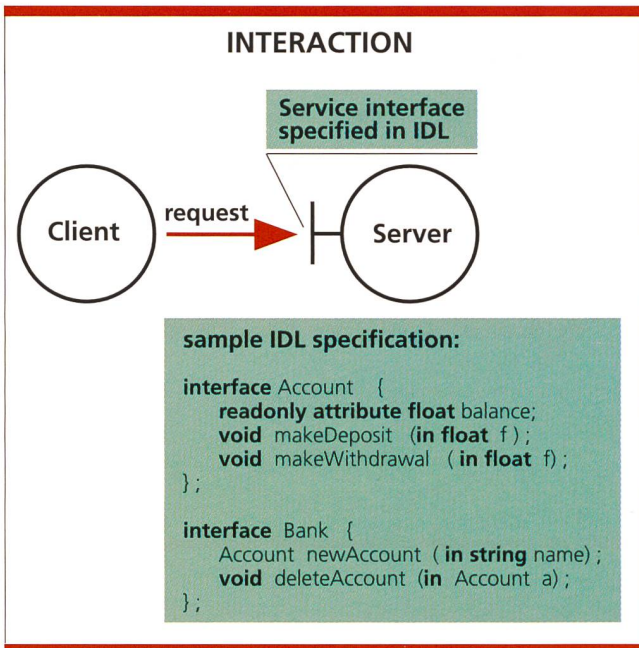 INTERACTION
Service interface
specified in IDL
Client
request
Server
sample IDL specification:
interface Account {
readonly attribute float balance;
void makeDeposit (in float f ) ;
void makeWithdrawal ( in float f) ;
} ;
interface Bank {
Account newAccount ( in string name) ;
void deleteAccount (in Account a) ;
} ;